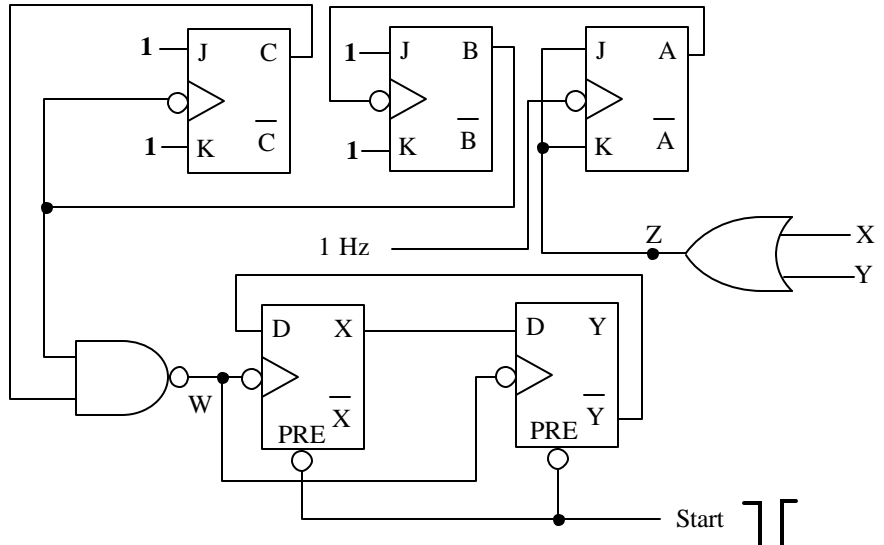 1 J C 1 J B J A
1 K C̅ 1 K B̅ K A̅
1 Hz Z X
Y
D X D Y
W X̅ Y̅
PRE PRE
Start